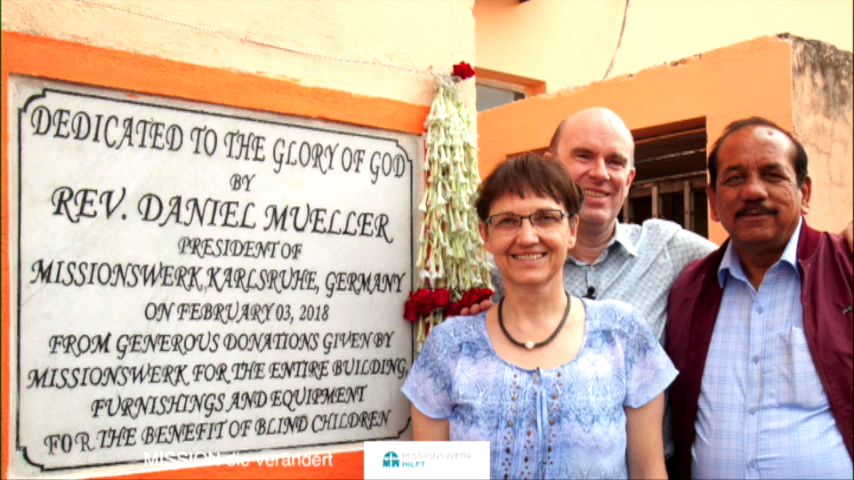 DEDICATED TO THE GLORY OF GOD
BY
REV. DANIEL MUELLER
PRESIDENT OF
MISSIONSWERK, KARLSRUHE, GERMANY
ON FEBRUARY 03, 2018
FROM GENEROUS DONATIONS GIVEN BY
MISSIONSWERK FOR THE ENTIRE BUILDING,
FURNISHINGS AND EQUIPMENT
FOR THE BENEFIT OF BLIND CHILDREN
MISSION die verändert
MISSIONSWERK
HILFT